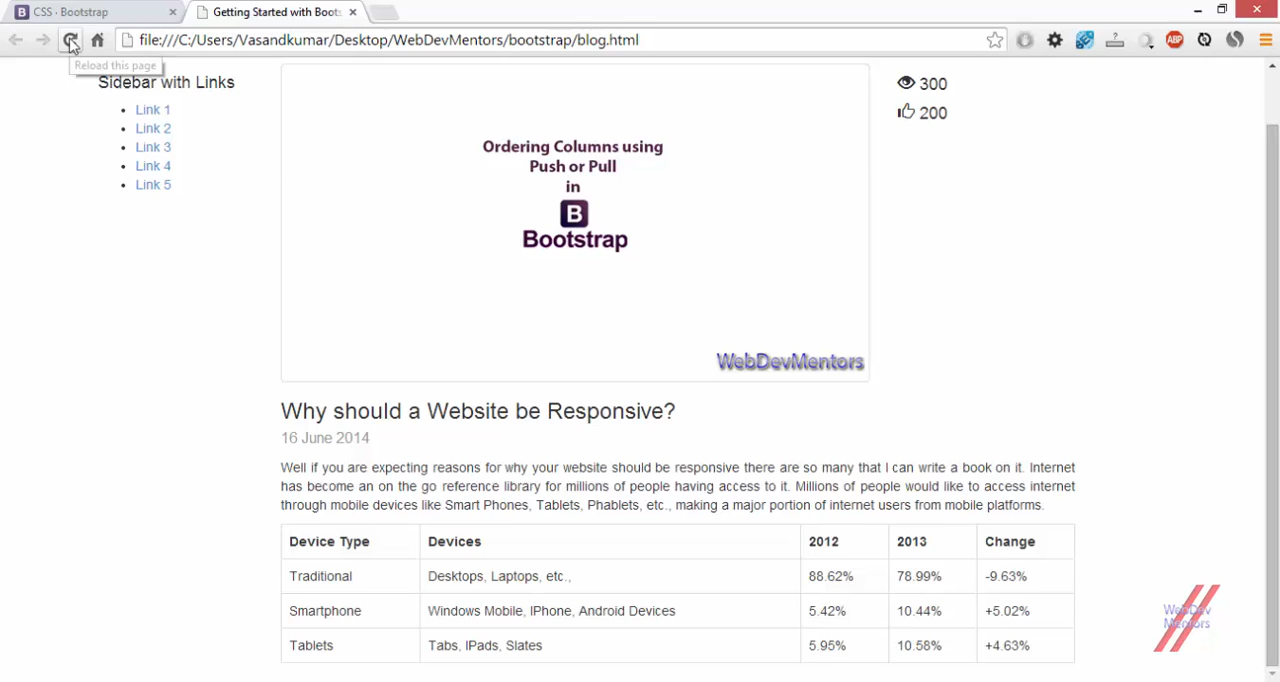 CSS · Bootstrap
Getting Started with Boots
file:///C:/Users/Vasandkumar/Desktop/WebDevMentors/bootstrap/blog.html
ABP
Reload this page
Sidebar with Links
Link 1
Link 2
Link 3
Link 4
Link 5
Ordering Columns using
Push or Pull
in
B
Bootstrap
WebDevMentors
300
200
Why should a Website be Responsive?
16 June 2014
Well if you are expecting reasons for why your website should be responsive there are so many that I can write a book on it. Internet
has become an on the go reference library for millions of people having access to it. Millions of people would like to access internet
through mobile devices like Smart Phones, Tablets, Phablets, etc., making a major portion of internet users from mobile platforms.
Device Type Devices 2012 2013 Change
Traditional Desktops, Laptops, etc., 88.62% 78.99% -9.63%
Smartphone Windows Mobile, IPhone, Android Devices 5.42% 10.44% +5.02%
Tablets Tabs, IPads, Slates 5.95% 10.58% +4.63%
WebDev
Mentors